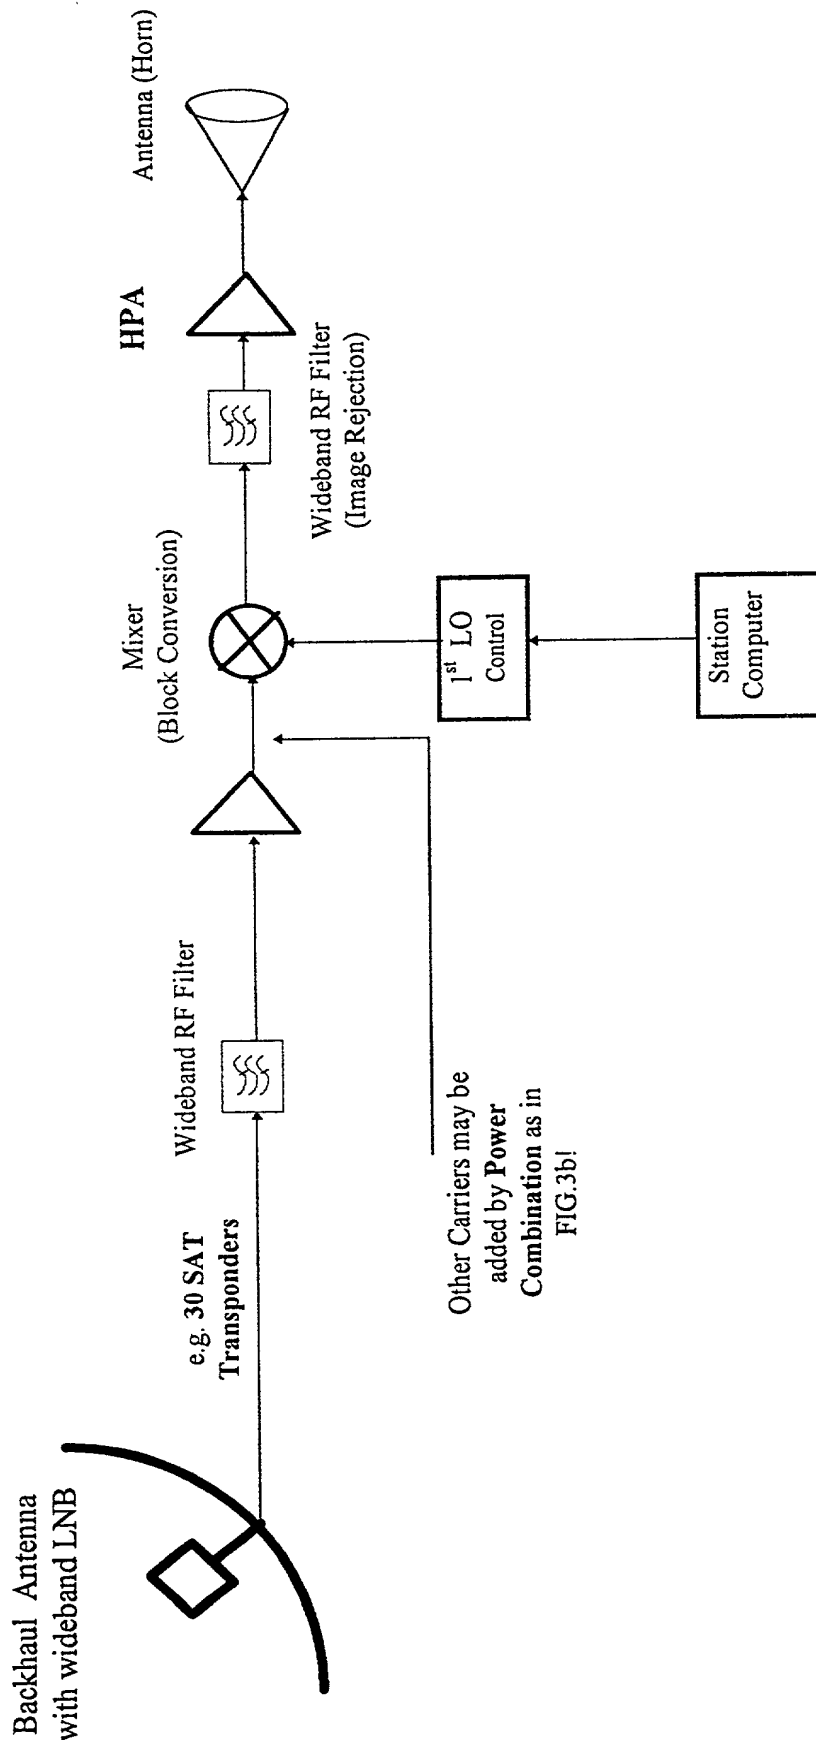 Backhaul Antenna
with wideband LNB
e.g. 30 SAT
Transponders
Wideband RF Filter
Other Carriers may be
added by Power
Combination as in
FIG.3b!
Mixer
(Block Conversion)
1st LO
Control
Station
Computer
Wideband RF Filter
(Image Rejection)
HPA
Antenna (Horn)